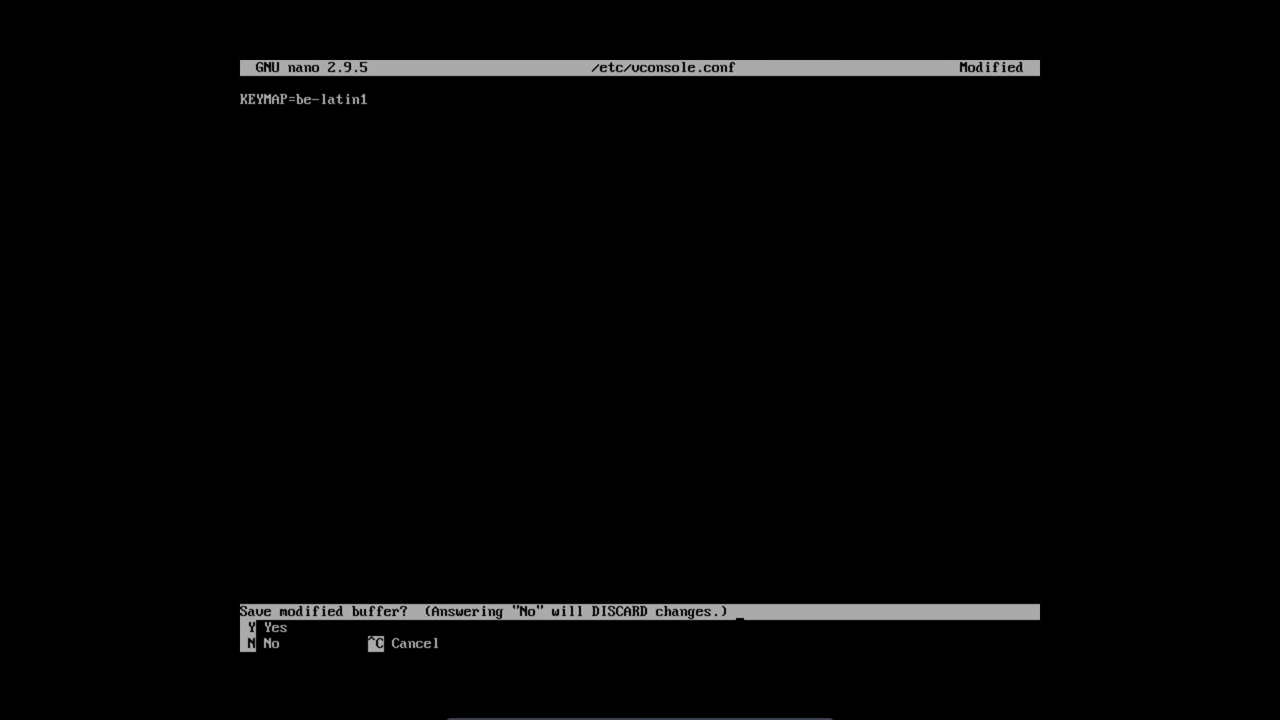 GNU nano 2.9.5 /etc/vconsole.conf Modified
KEYMAP=be-latin1
Save modified buffer? (Answering "No" will DISCARD changes.)
Y Yes
N No ^C Cancel